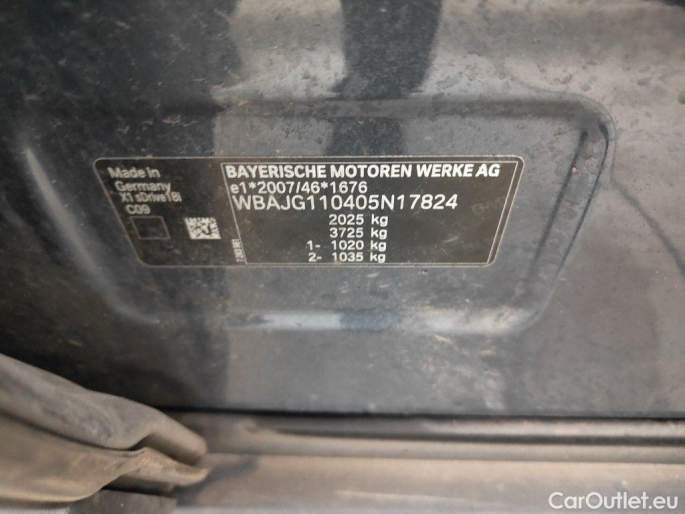 Made in
Germany
X1 sDrive18i
C09
BAYERISCHE MOTOREN WERKE AG
e1*2007/46*1676
WBAJG110405N17824
2025 kg
3725 kg
1- 1020 kg
2- 1035 kg
CarOutlet.eu